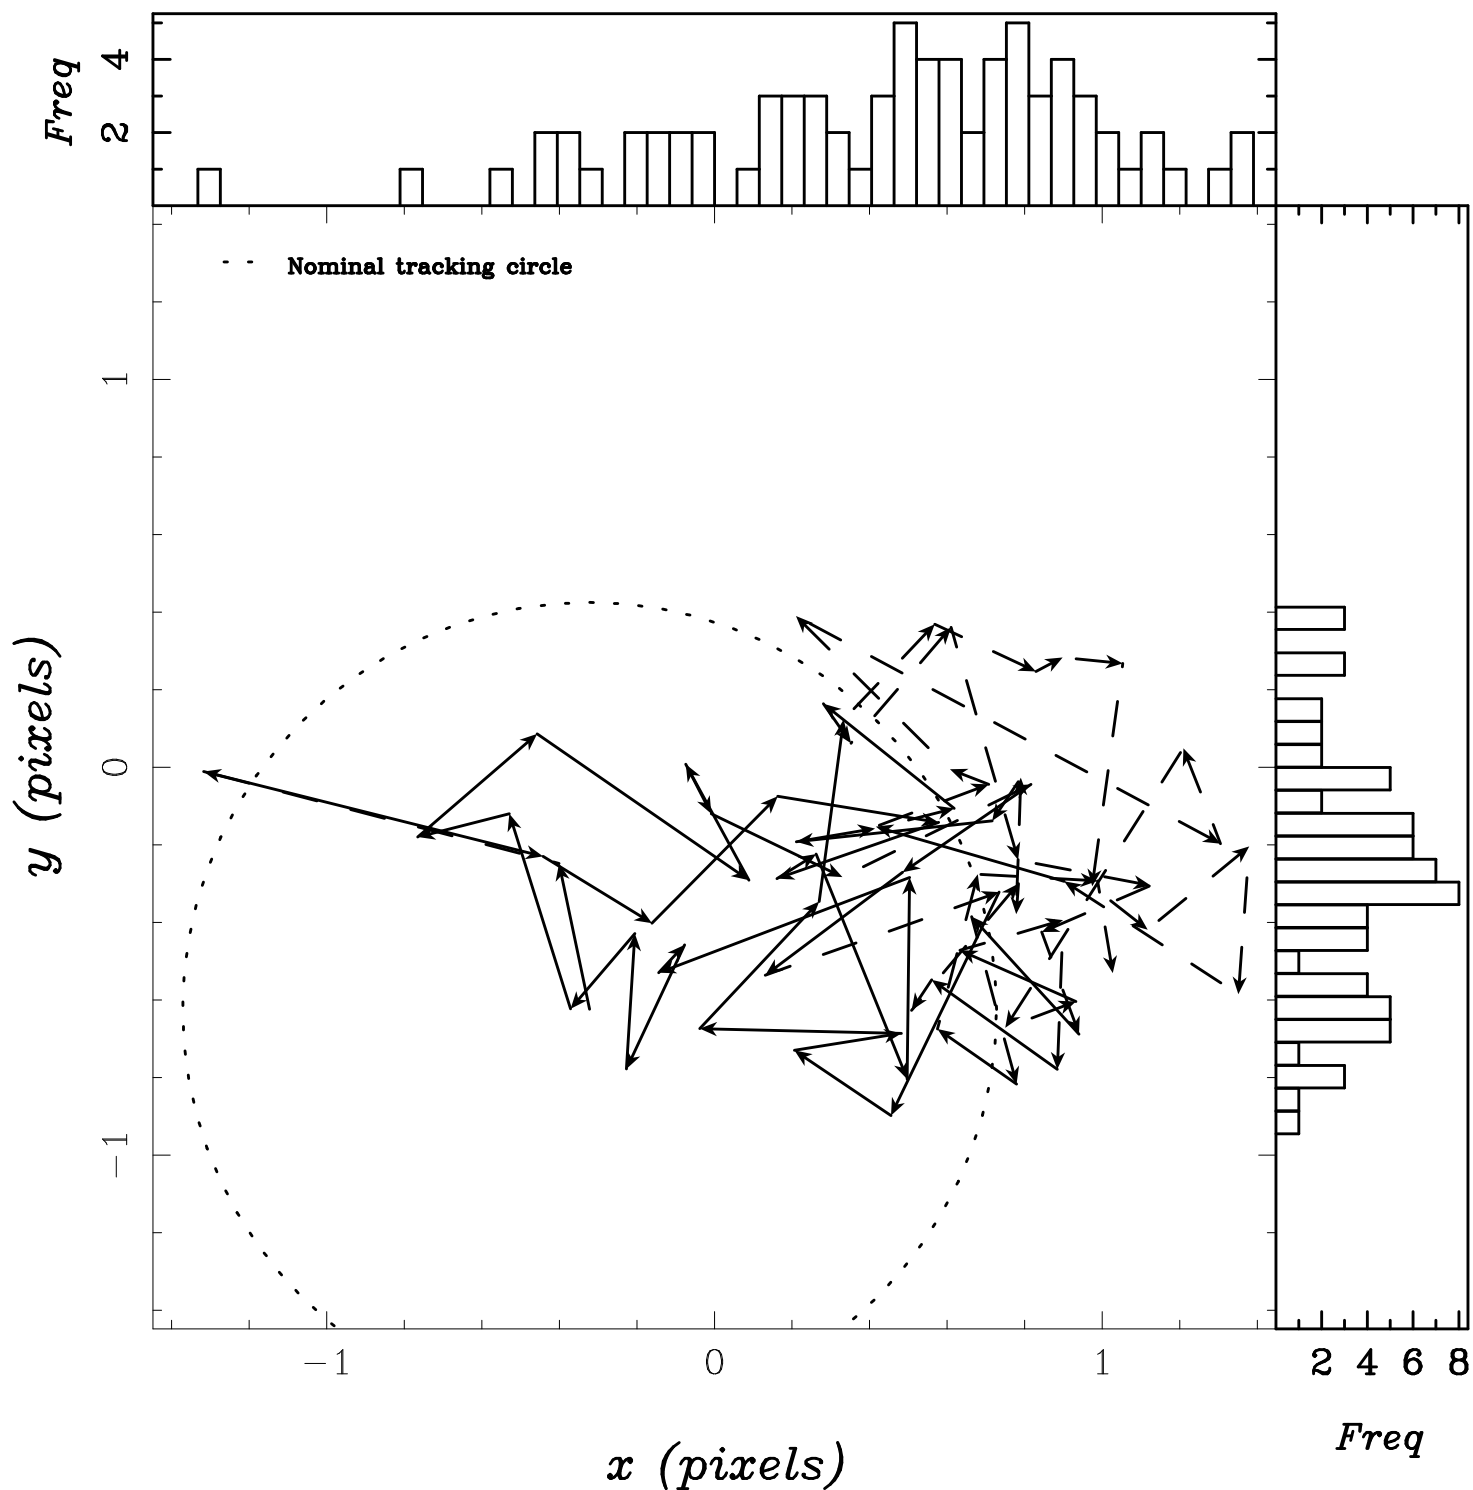 Freq
4
2
Nominal tracking circle
y (pixels)
1
0
−1
−1 0 1
x (pixels)
2 4 6 8
Freq